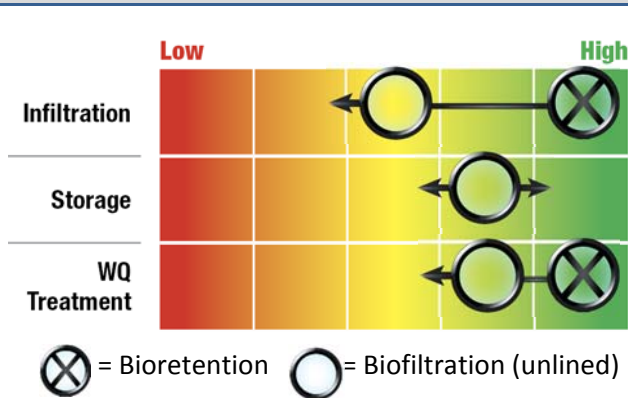 Low High
Infiltration
Storage
WQ
Treatment
= Bioretention = Biofiltration (unlined)